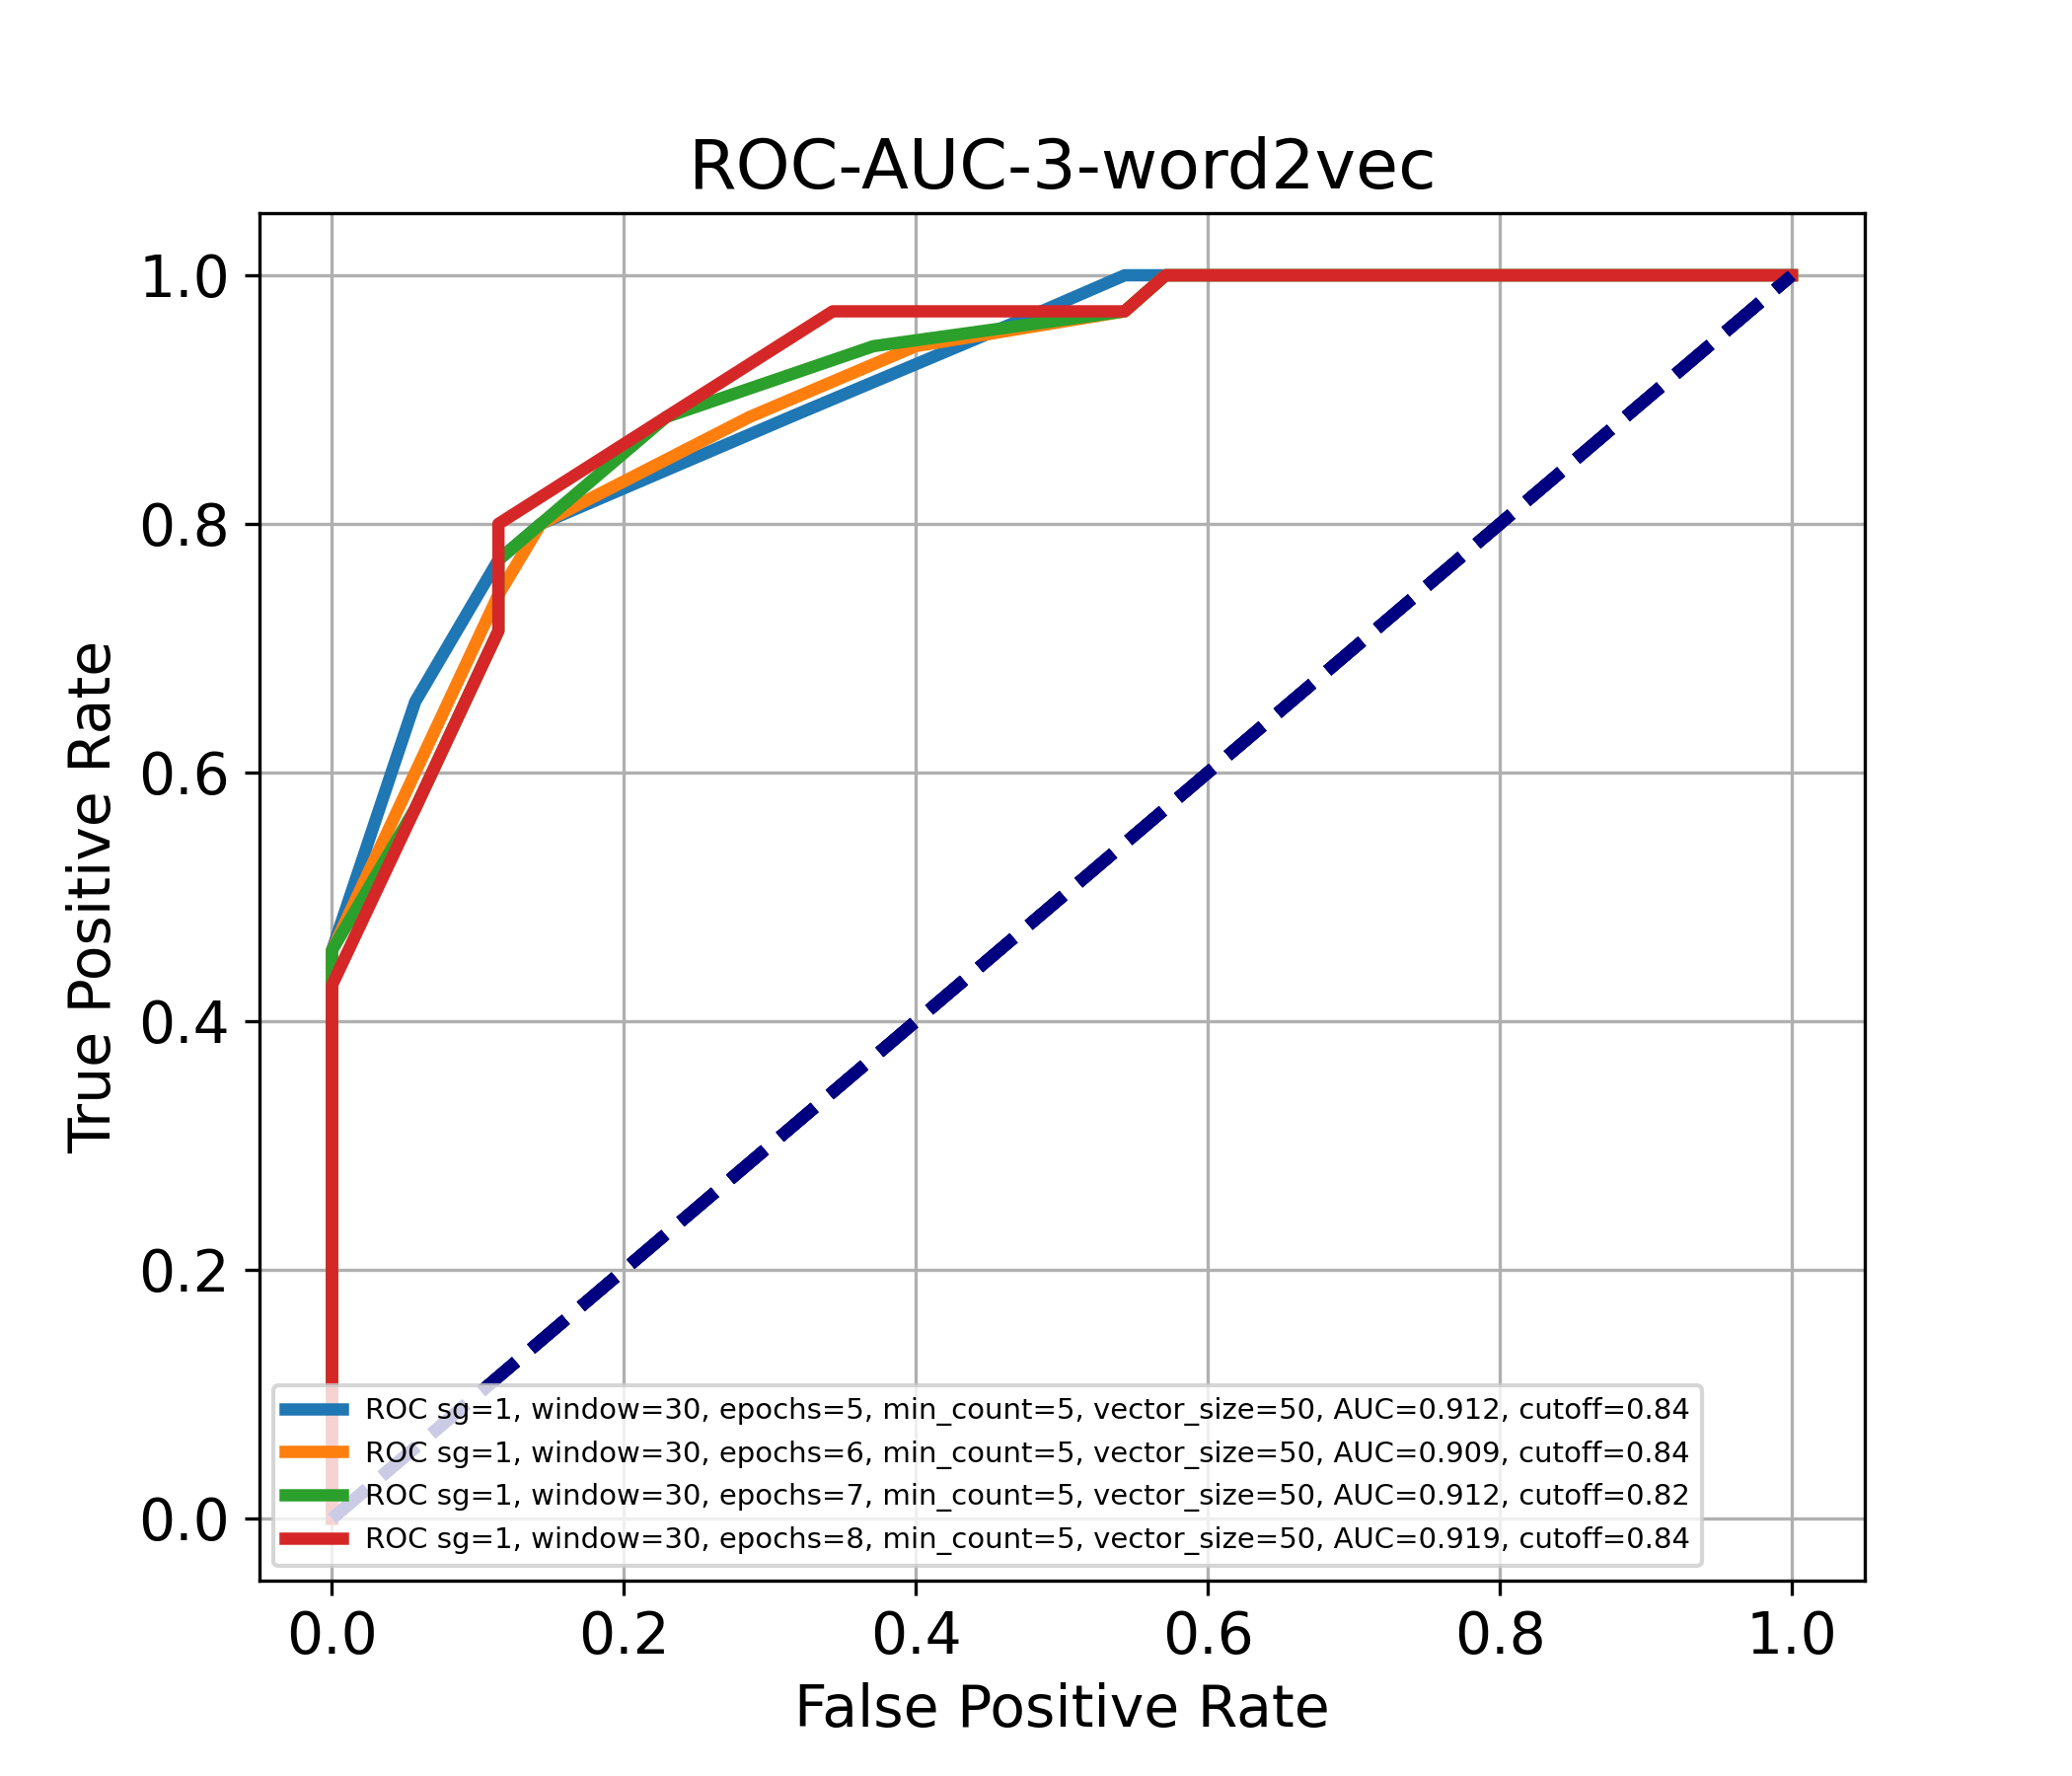 ROC-AUC-3-word2vec
True Positive Rate
1.0
0.8
0.6
0.4
0.2
0.0
ROC sg=1, window=30, epochs=5, min_count=5, vector_size=50, AUC=0.912, cutoff=0.84
ROC sg=1, window=30, epochs=6, min_count=5, vector_size=50, AUC=0.909, cutoff=0.84
ROC sg=1, window=30, epochs=7, min_count=5, vector_size=50, AUC=0.912, cutoff=0.82
ROC sg=1, window=30, epochs=8, min_count=5, vector_size=50, AUC=0.919, cutoff=0.84
0.0 0.2 0.4 0.6 0.8 1.0
False Positive Rate